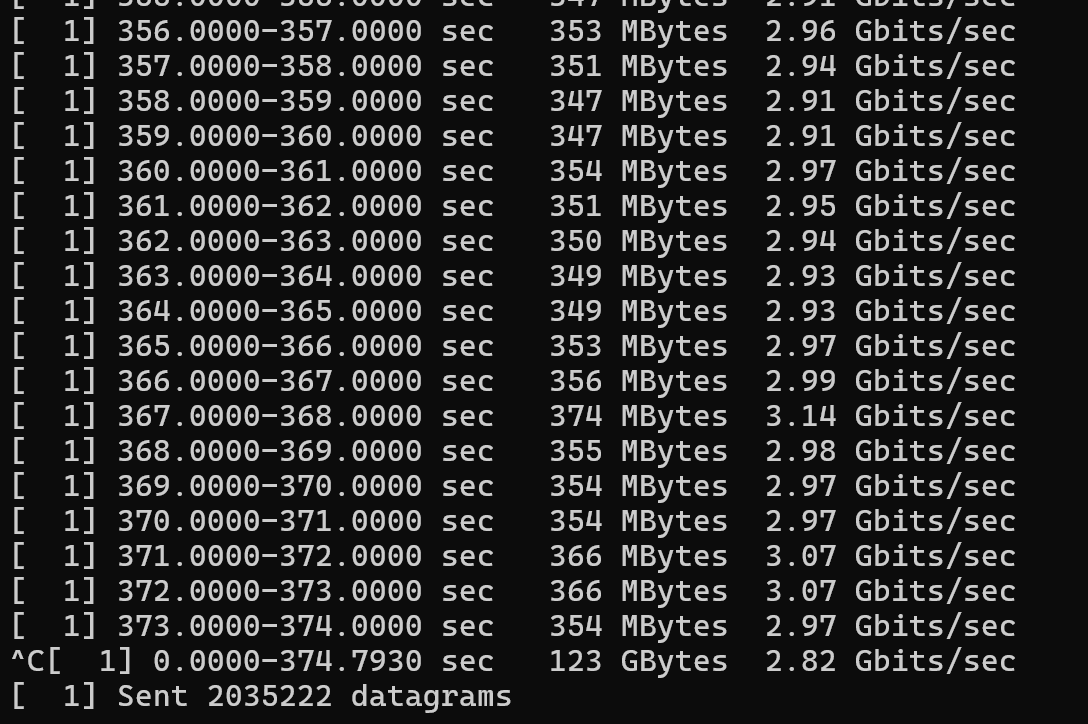 [  1] 356.0000-357.0000 sec   353 MBytes  2.96 Gbits/sec
[  1] 357.0000-358.0000 sec   351 MBytes  2.94 Gbits/sec
[  1] 358.0000-359.0000 sec   347 MBytes  2.91 Gbits/sec
[  1] 359.0000-360.0000 sec   347 MBytes  2.91 Gbits/sec
[  1] 360.0000-361.0000 sec   354 MBytes  2.97 Gbits/sec
[  1] 361.0000-362.0000 sec   351 MBytes  2.95 Gbits/sec
[  1] 362.0000-363.0000 sec   350 MBytes  2.94 Gbits/sec
[  1] 363.0000-364.0000 sec   349 MBytes  2.93 Gbits/sec
[  1] 364.0000-365.0000 sec   349 MBytes  2.93 Gbits/sec
[  1] 365.0000-366.0000 sec   353 MBytes  2.97 Gbits/sec
[  1] 366.0000-367.0000 sec   356 MBytes  2.99 Gbits/sec
[  1] 367.0000-368.0000 sec   374 MBytes  3.14 Gbits/sec
[  1] 368.0000-369.0000 sec   355 MBytes  2.98 Gbits/sec
[  1] 369.0000-370.0000 sec   354 MBytes  2.97 Gbits/sec
[  1] 370.0000-371.0000 sec   354 MBytes  2.97 Gbits/sec
[  1] 371.0000-372.0000 sec   366 MBytes  3.07 Gbits/sec
[  1] 372.0000-373.0000 sec   366 MBytes  3.07 Gbits/sec
[  1] 373.0000-374.0000 sec   354 MBytes  2.97 Gbits/sec
^C[  1] 0.0000-374.7930 sec   123 GBytes  2.82 Gbits/sec
[  1] Sent 2035222 datagrams